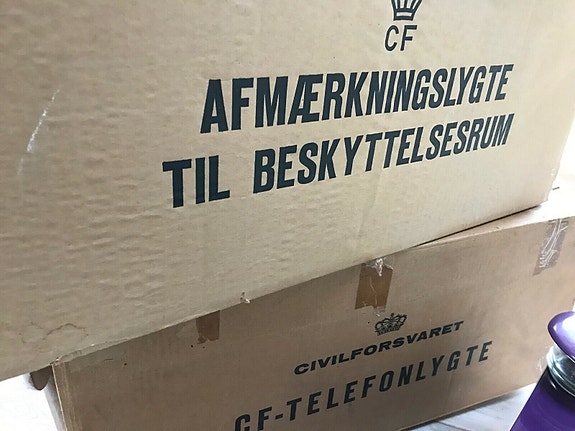 CF
AFMÆRKNINGSLYGTE
TIL BESKYTTELSESRUM
CIVILFORSVARET
CF-TELEFONLYGTE